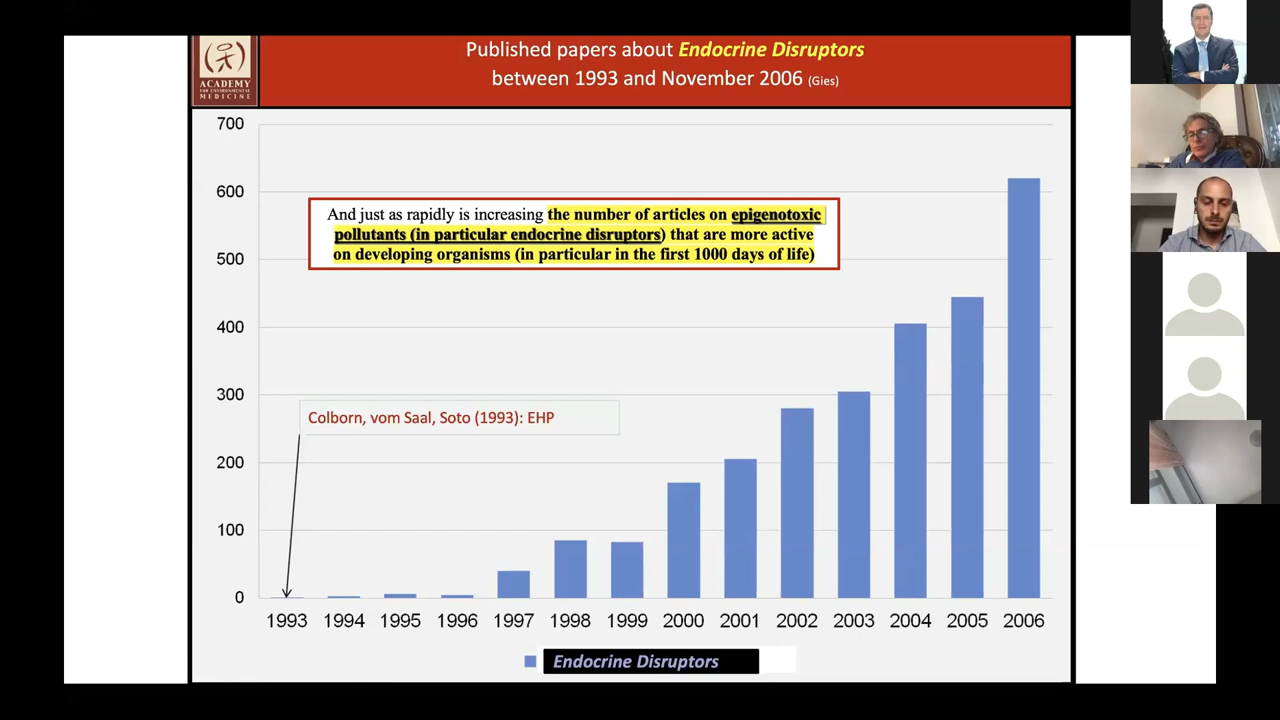 ACADEMY
FOR ENVIRONMENTAL
MEDICINE
Published papers about Endocrine Disruptors
between 1993 and November 2006 (Gies)
700
600
500
400
300
200
100
0
And just as rapidly is increasing the number of articles on epigenotoxic
pollutants (in particular endocrine disruptors) that are more active
on developing organisms (in particular in the first 1000 days of life)
Colborn, vom Saal, Soto (1993): EHP
1993 1994 1995 1996 1997 1998 1999 2000 2001 2002 2003 2004 2005 2006
Endocrine Disruptors